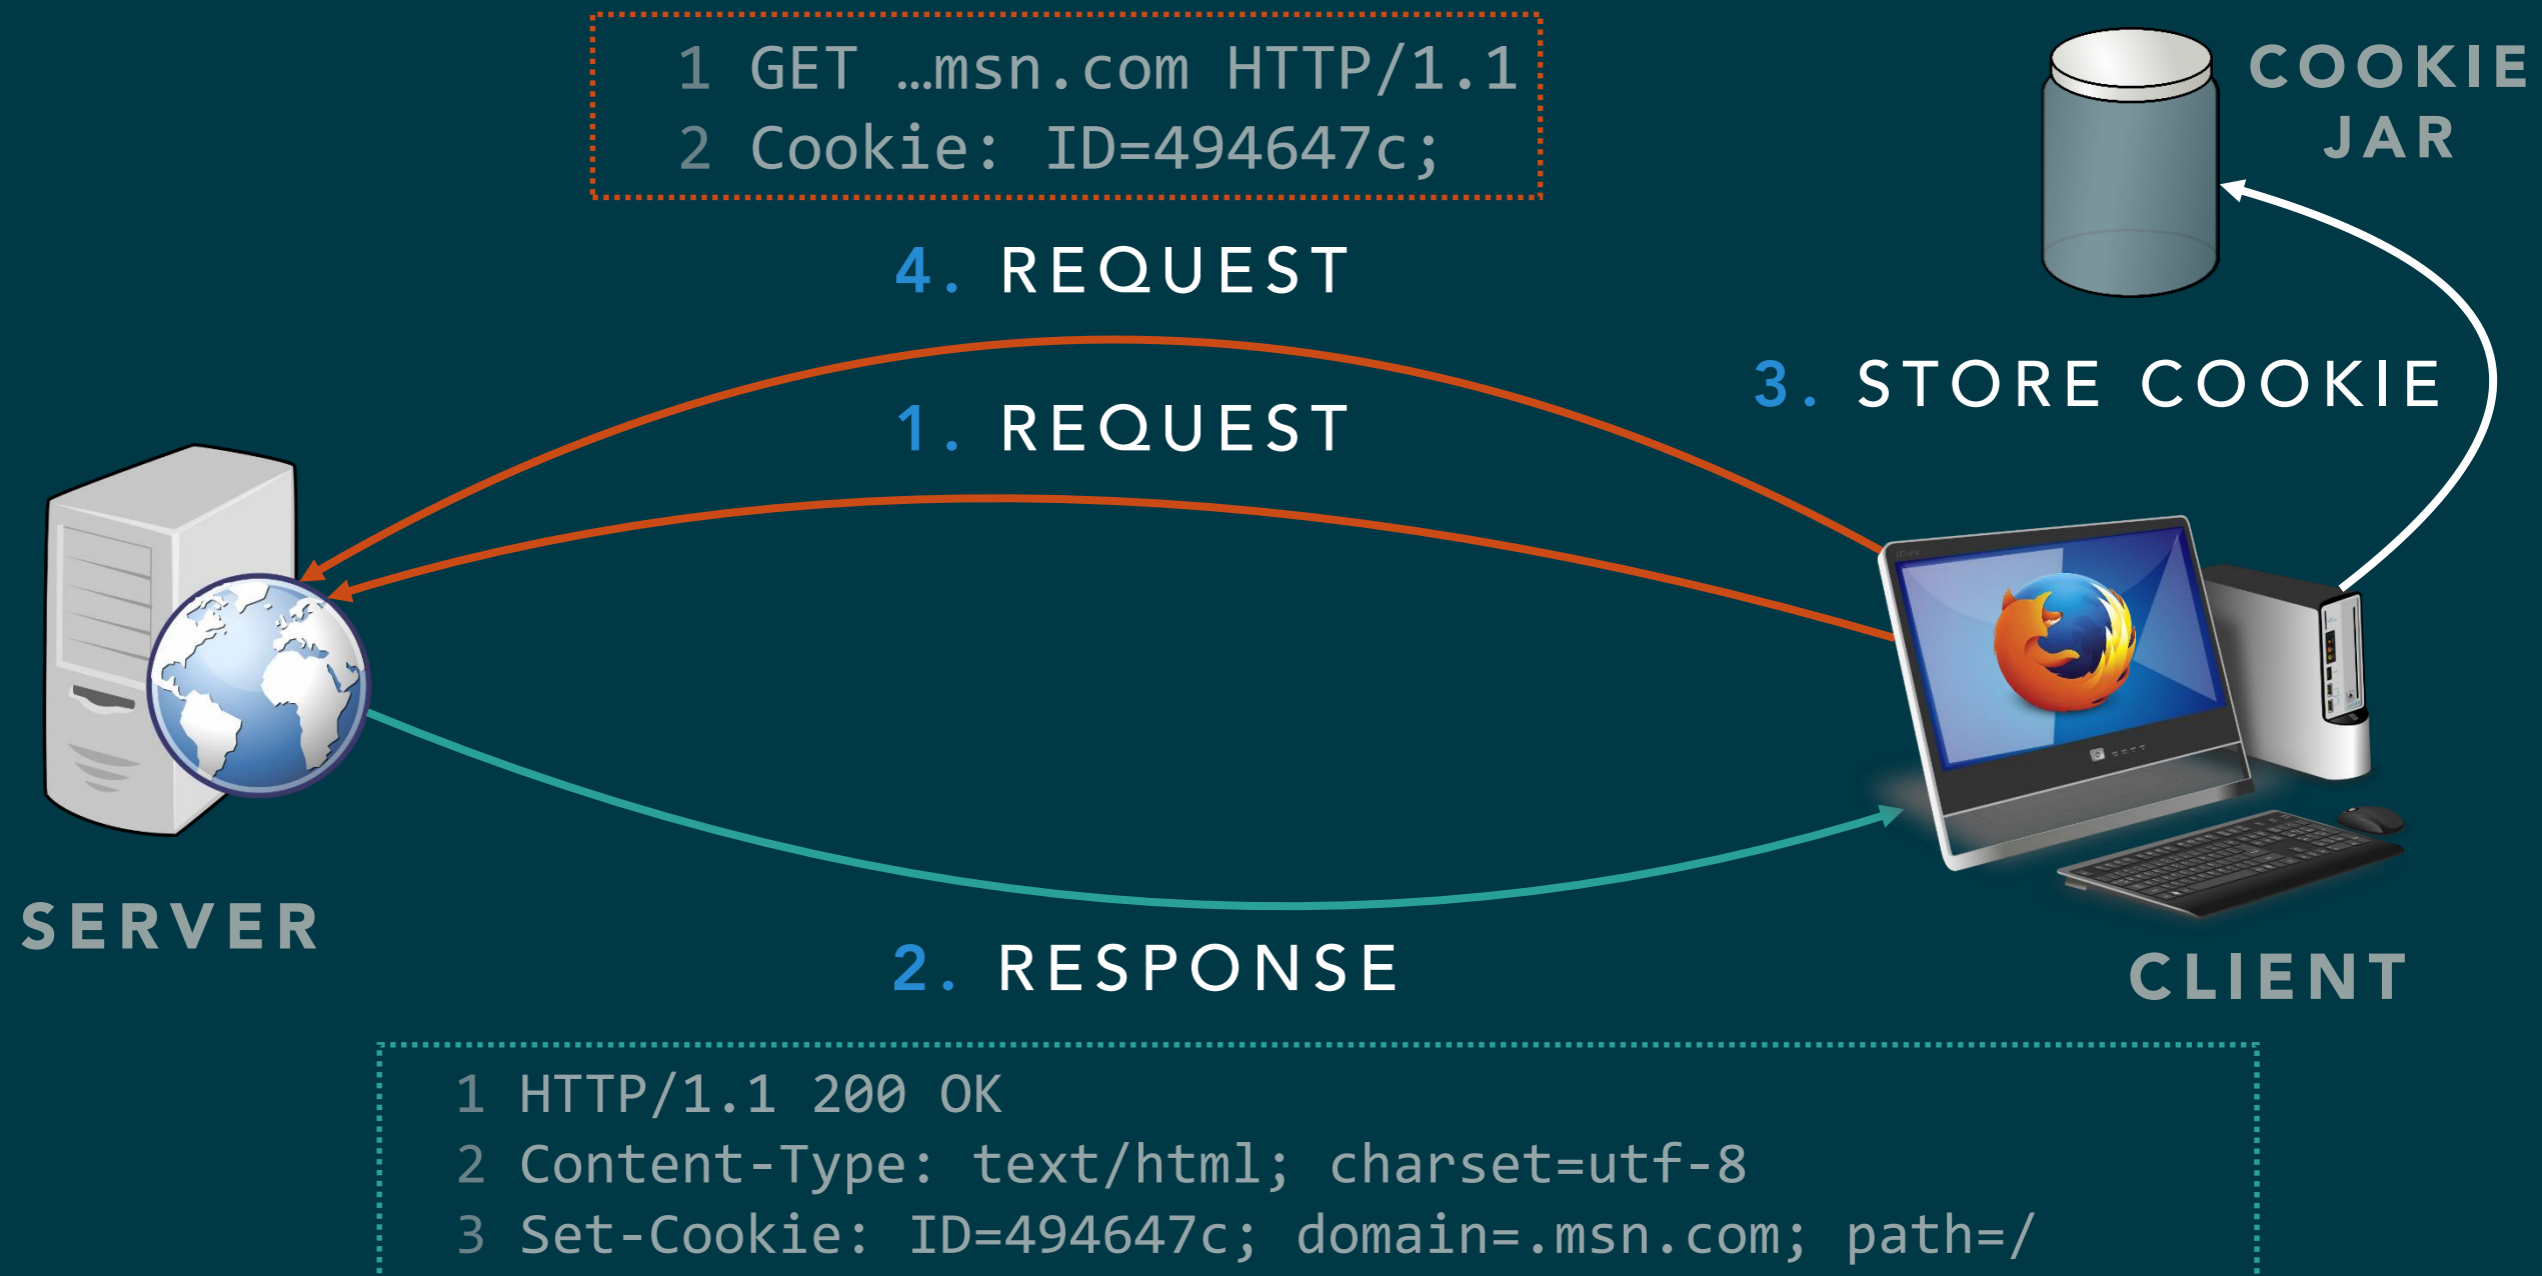 1 GET …msn.com HTTP/1.1
2 Cookie: ID=494647c;
COOKIE
JAR
4. REQUEST
3. STORE COOKIE
1. REQUEST
SERVER
2. RESPONSE
CLIENT
1 HTTP/1.1 200 OK
2 Content-Type: text/html; charset=utf-8
3 Set-Cookie: ID=494647c; domain=.msn.com; path=/